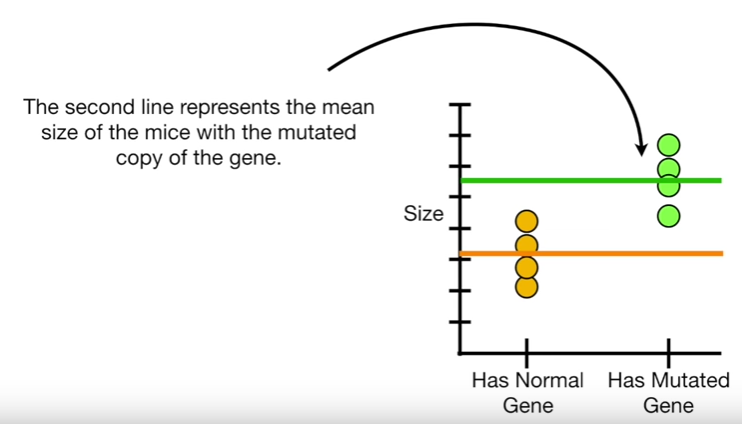 The second line represents the mean
size of the mice with the mutated
copy of the gene.
Size
Has Normal
Gene
Has Mutated
Gene